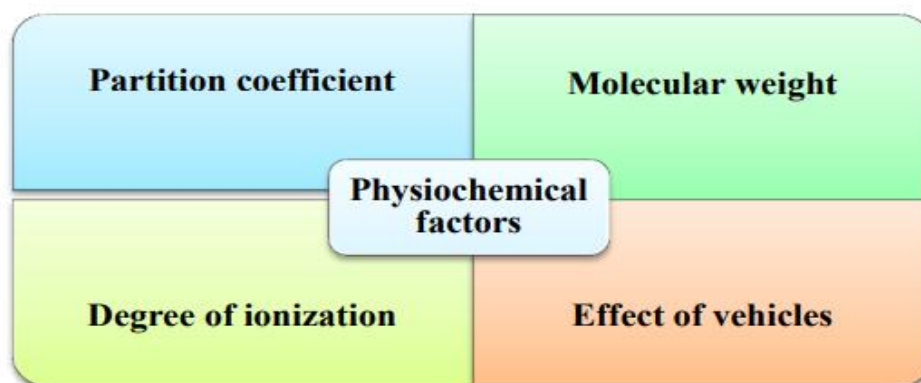 Partition coefficient
Molecular weight
Physiochemical
factors
Degree of ionization
Effect of vehicles